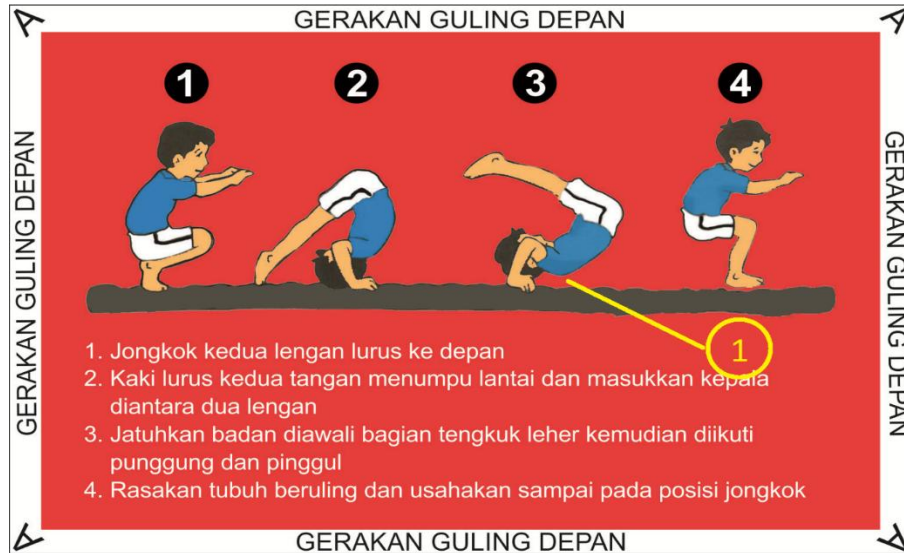 GERAKAN GULING DEPAN
A
A
GERAKAN GULING DEPAN
GERAKAN GULING DEPAN
1
2
3
4
1
1. Jongkok kedua lengan lurus ke depan
2. Kaki lurus kedua tangan menumpu lantai dan masukkan kepala
diantara dua lengan
3. Jatuhkan badan diawali bagian tengkuk leher kemudian diikuti
punggung dan pinggul
4. Rasakan tubuh beruling dan usahakan sampai pada posisi jongkok
A
A
GERAKAN GULING DEPAN